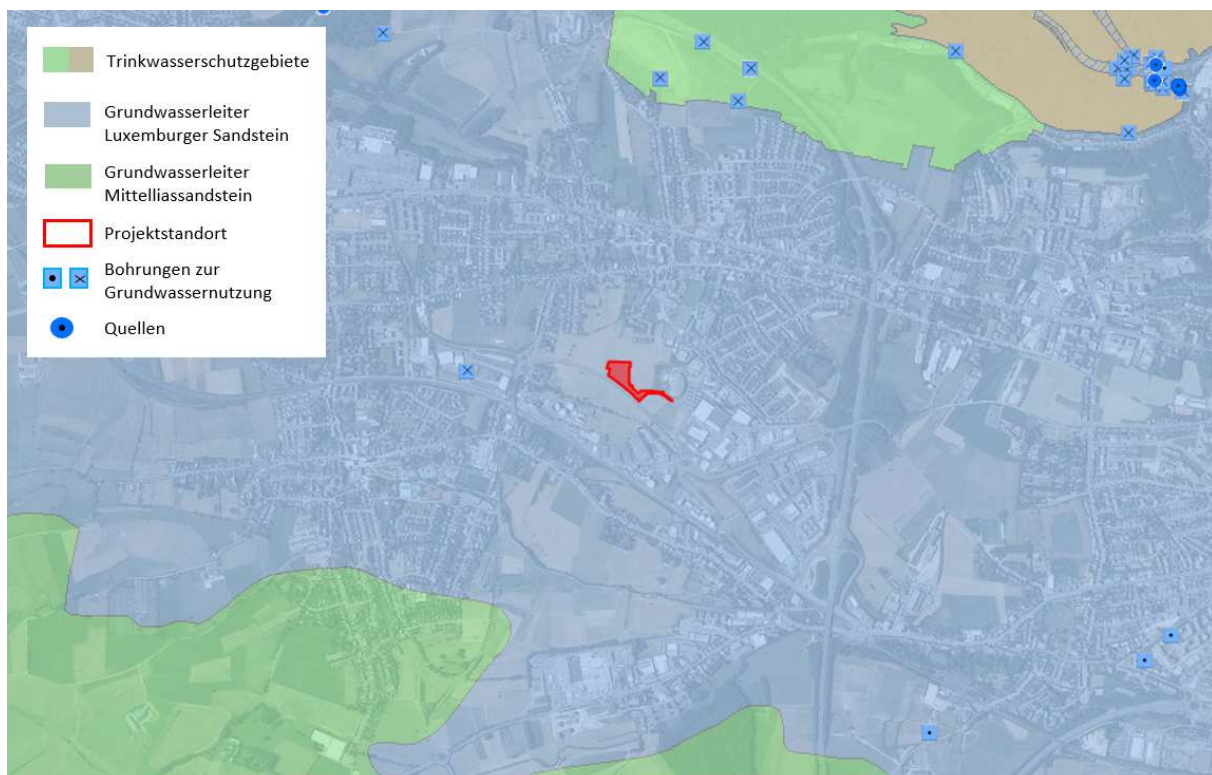 Trinkwasserschutzgebiete
Grundwasserleiter
Luxemburger Sandstein
Grundwasserleiter
Mittelliassandstein
Projektstandort
Bohrungen zur
Grundwassernutzung
Quellen